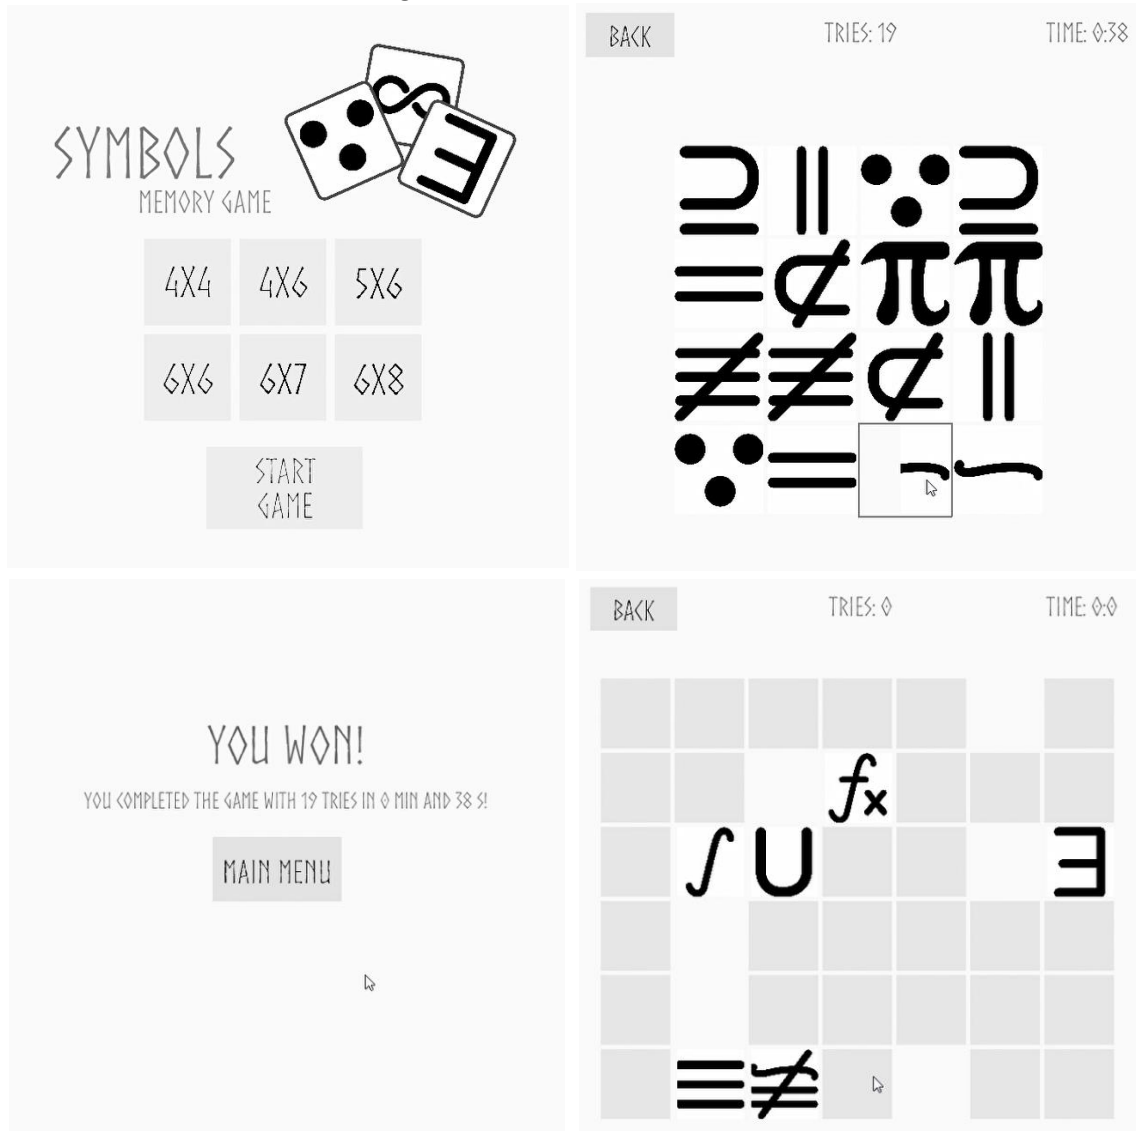 SYMBOLS
MEMORY GAME
4X4 4X6 5X6
6X6 6X7 6X8
START
GAME
BACK TRIES: 19 TIME: 0:38
⊇ || ∵ ⊇
= ⊄ π π
≢ ≢ ⊄ ||
∵ =
YOU WON!
YOU COMPLETED THE GAME WITH 19 TRIES IN 0 MIN AND 38 S!
MAIN MENU
BACK TRIES: 0 TIME: 0:0
fx
∫ ∪ ∃
≡